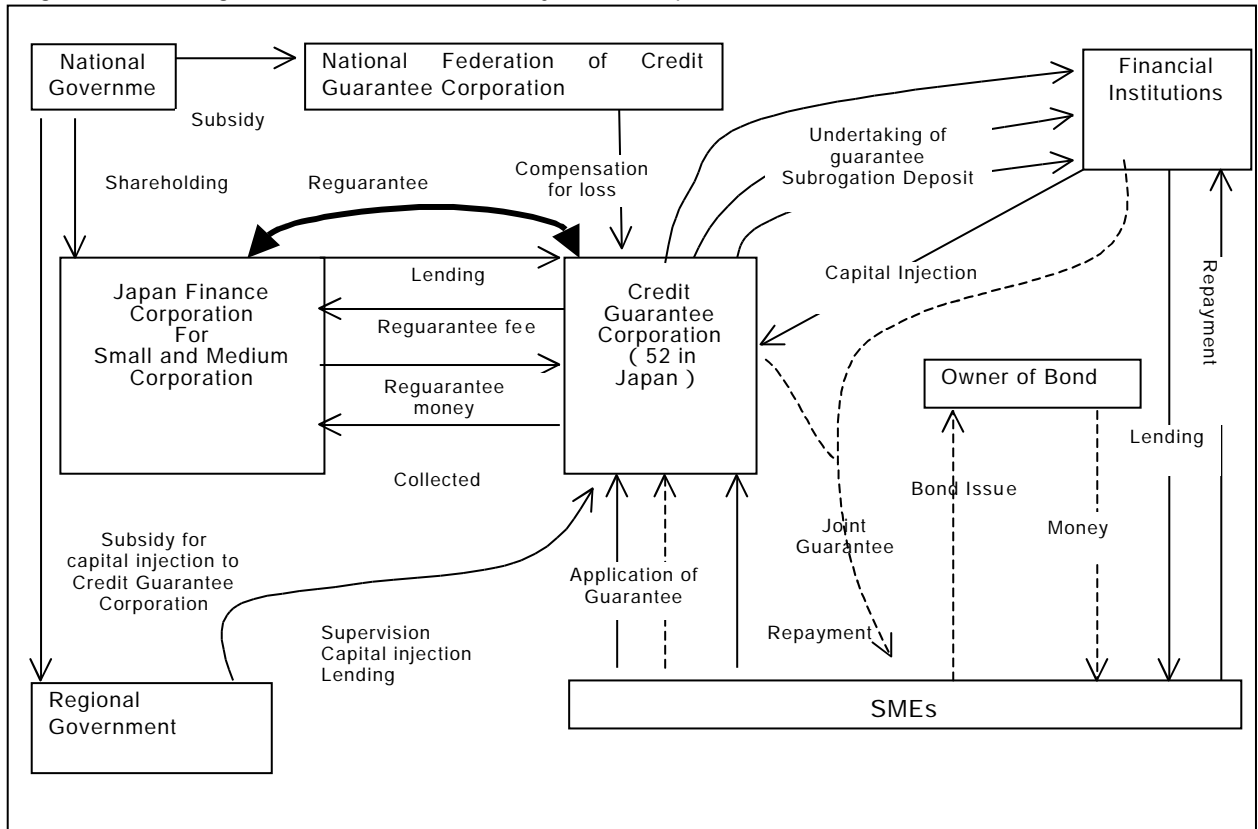 National
Governme
National Federation of Credit
Guarantee Corporation
Financial
Institutions
Subsidy
Undertaking of
guarantee
Subrogation Deposit
Shareholding
Reguarantee
Compensation
for loss
Lending
Capital Injection
Repayment
Japan Finance
Corporation
For
Small and Medium
Corporation
Reguarantee fee
Credit
Guarantee
Corporation
( 52 in
Japan )
Reguarantee
money
Owner of Bond
Lending
Collected
Bond Issue
Money
Joint
Guarantee
Subsidy for
capital injection to
Credit Guarantee
Corporation
Application of
Guarantee
Supervision
Capital injection
Lending
Repayment
Regional
Government
SMEs